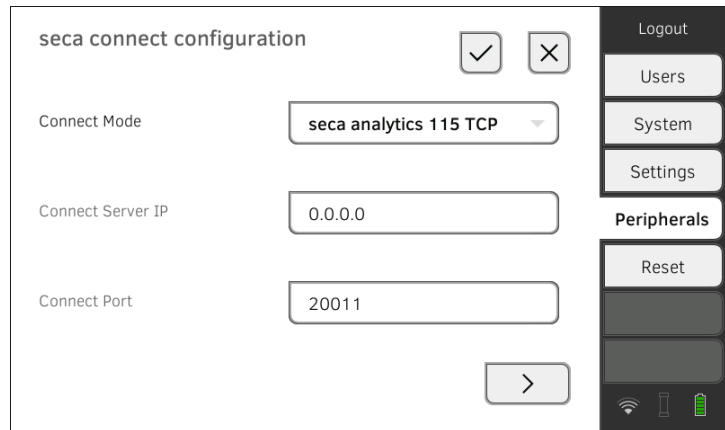 seca connect configuration
Connect Mode
seca analytics 115 TCP
Connect Server IP
0.0.0.0
Connect Port
20011
Logout
Users
System
Settings
Peripherals
Reset